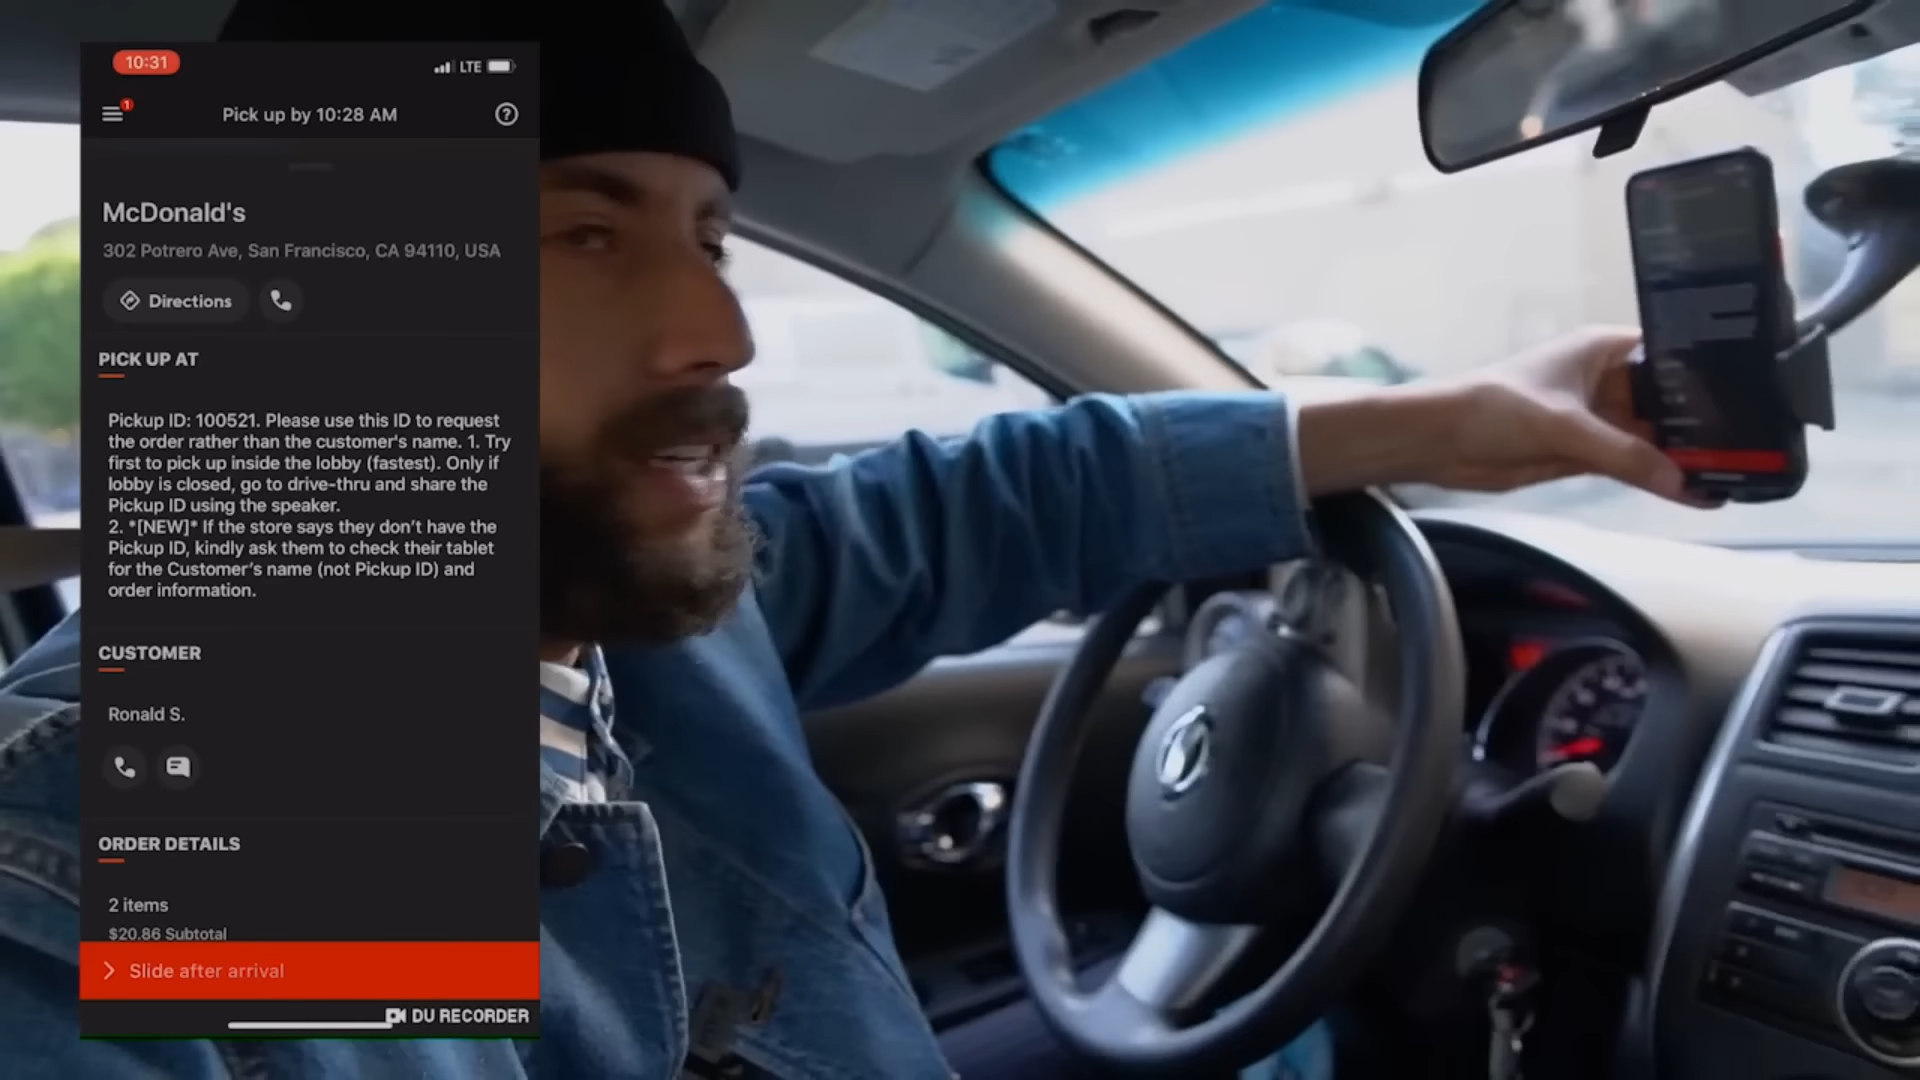 10:31
LTE
1
Pick up by 10:28 AM
McDonald's
302 Potrero Ave, San Francisco, CA 94110, USA
Directions
PICK UP AT
Pickup ID: 100521. Please use this ID to request
the order rather than the customer's name. 1. Try
first to pick up inside the lobby (fastest). Only if
lobby is closed, go to drive-thru and share the
Pickup ID using the speaker.
2. *[NEW]* If the store says they don’t have the
Pickup ID, kindly ask them to check their tablet
for the Customer’s name (not Pickup ID) and
order information.
CUSTOMER
Ronald S.
ORDER DETAILS
2 items
$20.86 Subtotal
Slide after arrival
DU RECORDER